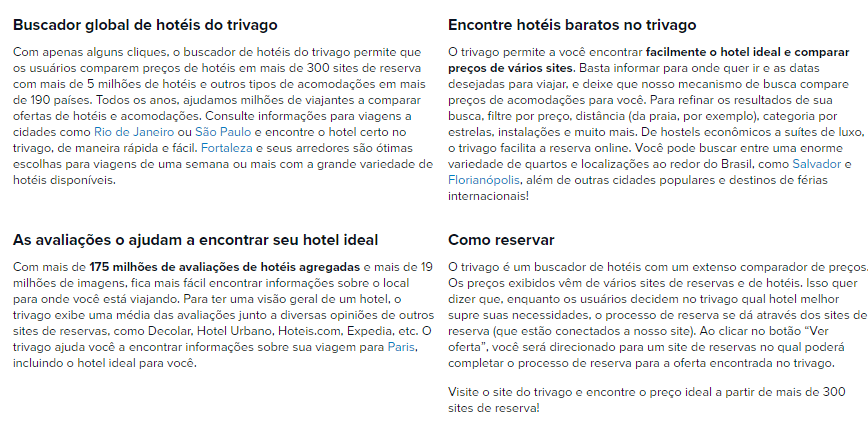 Buscador global de hotéis do trivago
Com apenas alguns cliques, o buscador de hotéis do trivago permite que
os usuários comparem preços de hotéis em mais de 300 sites de reserva
com mais de 5 milhões de hotéis e outros tipos de acomodações em mais
de 190 países. Todos os anos, ajudamos milhões de viajantes a comparar
ofertas de hotéis e acomodações. Consulte informações para viagens a
cidades como Rio de Janeiro ou São Paulo e encontre o hotel certo no
trivago, de maneira rápida e fácil. Fortaleza e seus arredores são ótimas
escolhas para viagens de uma semana ou mais com a grande variedade de
hotéis disponíveis.
Encontre hotéis baratos no trivago
O trivago permite a você encontrar facilmente o hotel ideal e comparar
preços de vários sites. Basta informar para onde quer ir e as datas
desejadas para viajar, e deixe que nosso mecanismo de busca compare
preços de acomodações para você. Para refinar os resultados de sua
busca, filtre por preço, distância (da praia, por exemplo), categoria por
estrelas, instalações e muito mais. De hostels econômicos a suítes de luxo,
o trivago facilita a reserva online. Você pode buscar entre uma enorme
variedade de quartos e localizações ao redor do Brasil, como Salvador e
Florianópolis, além de outras cidades populares e destinos de férias
internacionais!
As avaliações o ajudam a encontrar seu hotel ideal
Com mais de 175 milhões de avaliações de hotéis agregadas e mais de 19
milhões de imagens, fica mais fácil encontrar informações sobre o local
para onde você está viajando. Para ter uma visão geral de um hotel, o
trivago exibe uma média das avaliações junto a diversas opiniões de outros
sites de reservas, como Decolar, Hotel Urbano, Hoteis.com, Expedia, etc. O
trivago ajuda você a encontrar informações sobre sua viagem para Paris,
incluindo o hotel ideal para você.
Como reservar
O trivago é um buscador de hotéis com um extenso comparador de preços.
Os preços exibidos vêm de vários sites de reservas e de hotéis. Isso quer
dizer que, enquanto os usuários decidem no trivago qual hotel melhor
supre suas necessidades, o processo de reserva se dá através dos sites de
reserva (que estão conectados a nosso site). Ao clicar no botão “Ver
oferta”, você será direcionado para um site de reservas no qual poderá
completar o processo de reserva para a oferta encontrada no trivago.
Visite o site do trivago e encontre o preço ideal a partir de mais de 300
sites de reserva!